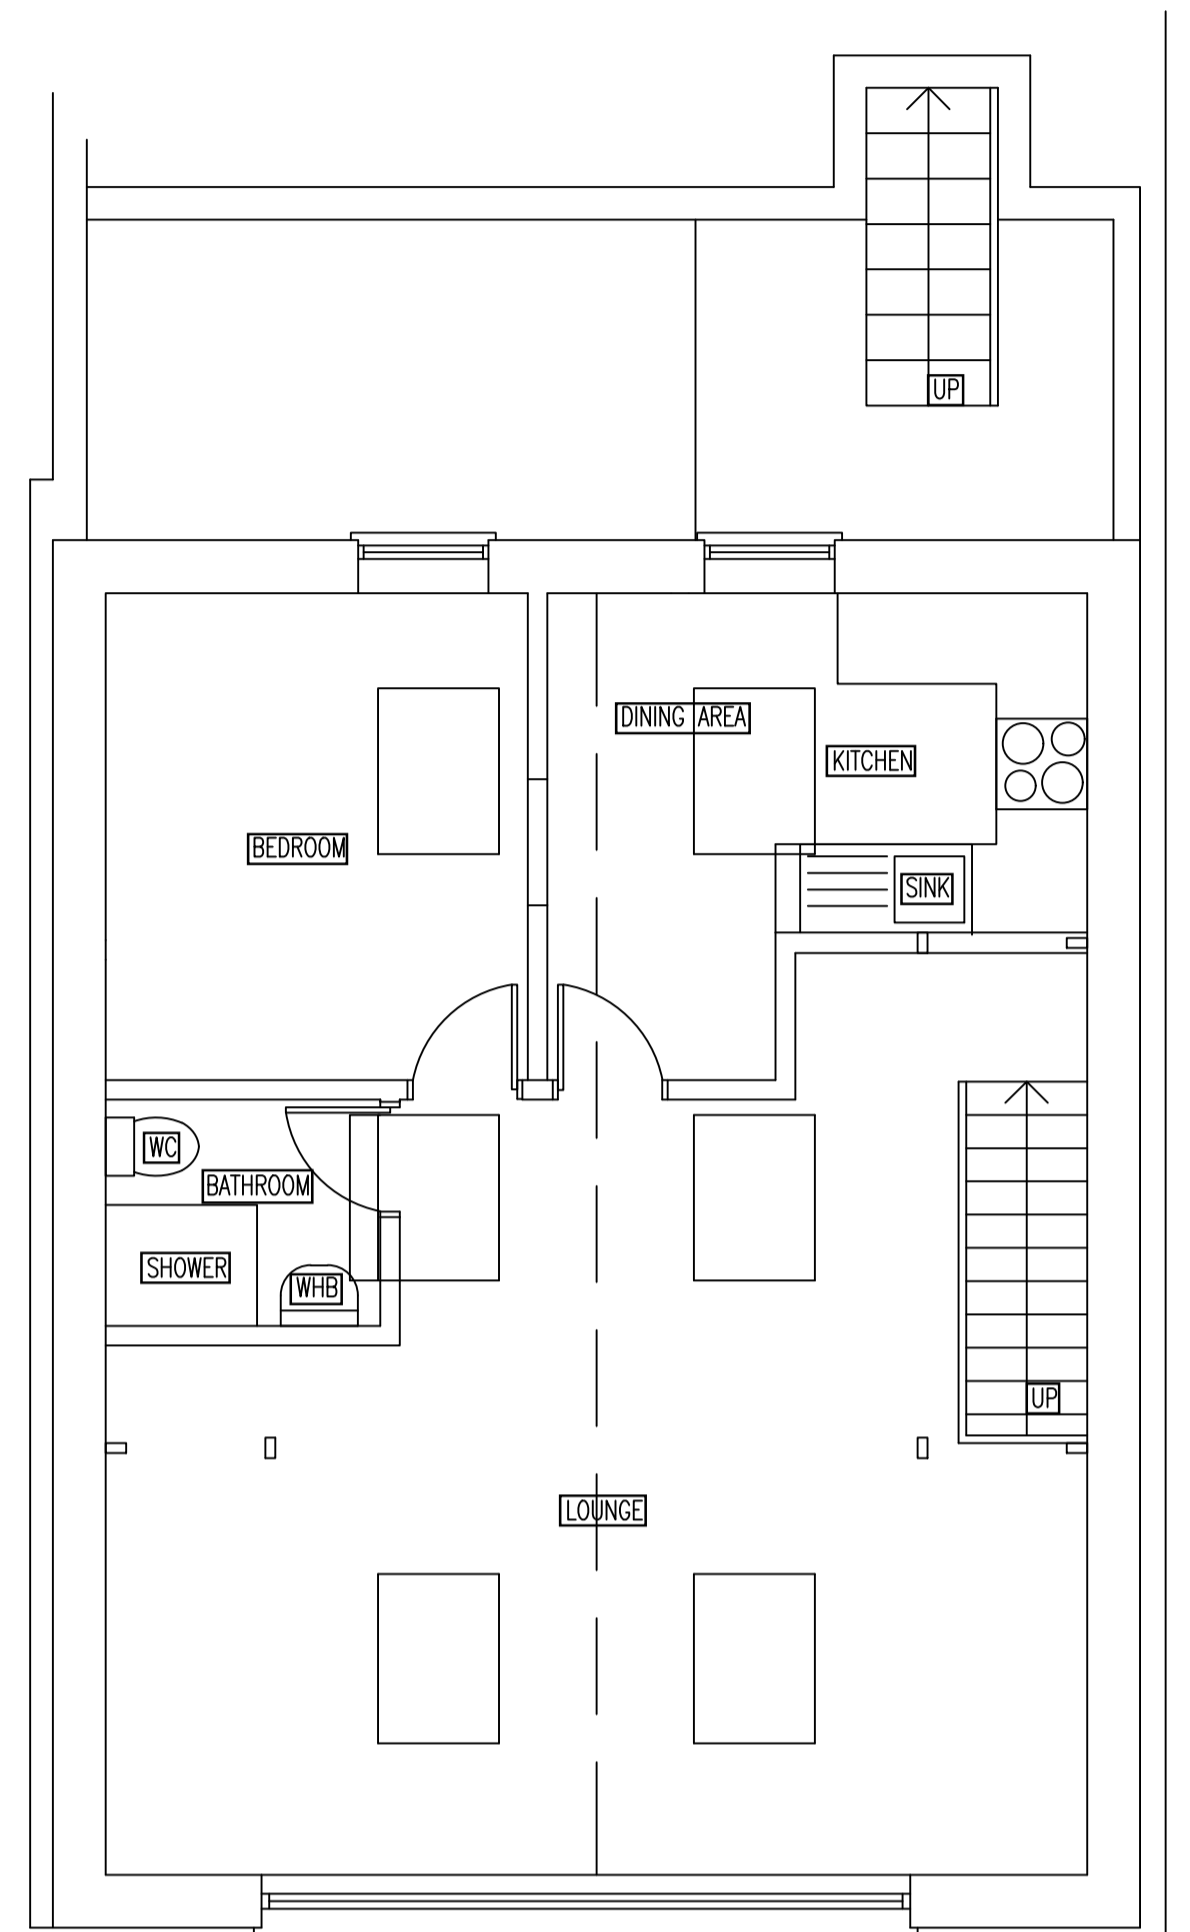 UP
DINING AREA
KITCHEN
BEDROOM
SINK
WC
BATHROOM
SHOWER
WHB
UP
LOUNGE